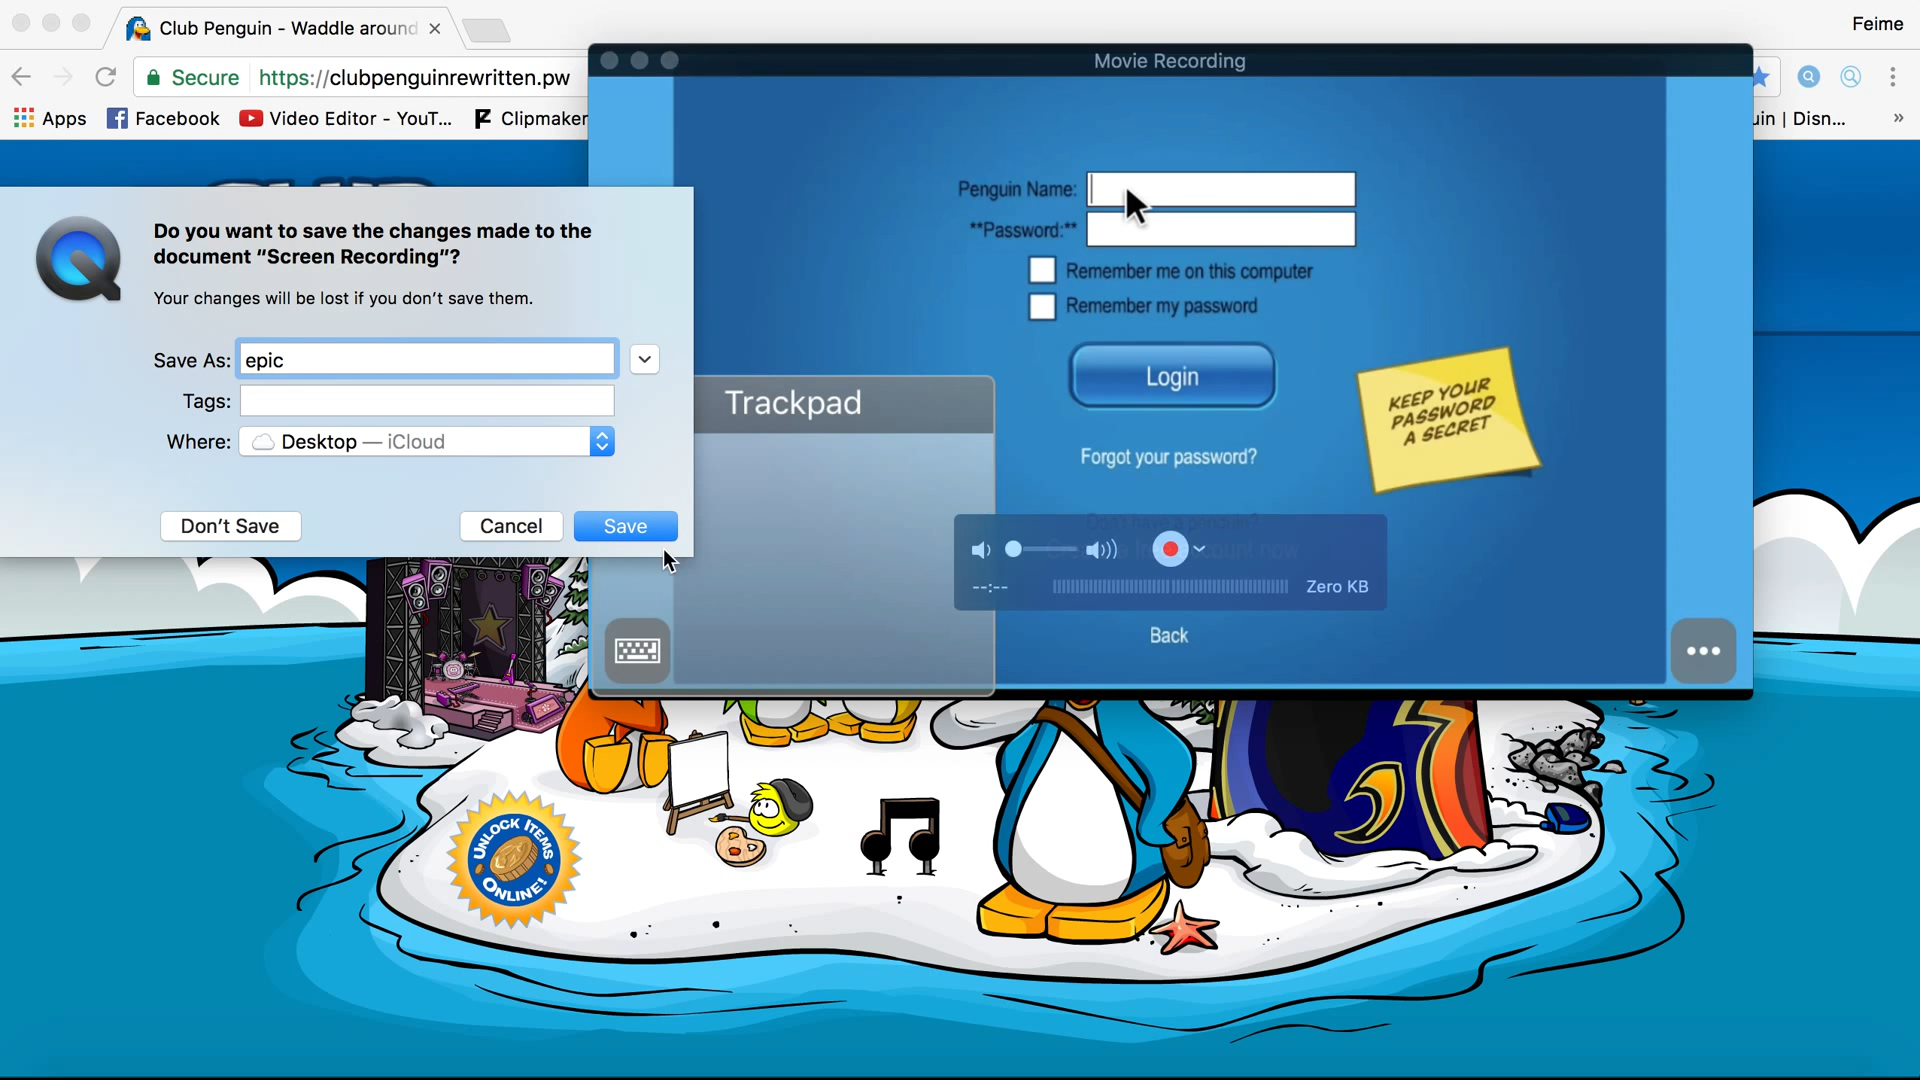 Club Penguin - Waddle around
Feime
Secure https://clubpenguinrewritten.pw
Apps Facebook Video Editor - YouT... Clipmaker
uin | Disn... »
Movie Recording
Do you want to save the changes made to the
document “Screen Recording”?
Your changes will be lost if you don’t save them.
Save As: epic
Tags:
Where: Desktop — iCloud
Don’t Save Cancel Save
Penguin Name:
**Password:**
Remember me on this computer
Remember my password
Login
KEEP YOUR
PASSWORD
A SECRET
Trackpad
Forgot your password?
Don't have a penguin?
--:-- Zero KB
Back
UNLOCK ITEMS
ONLINE!